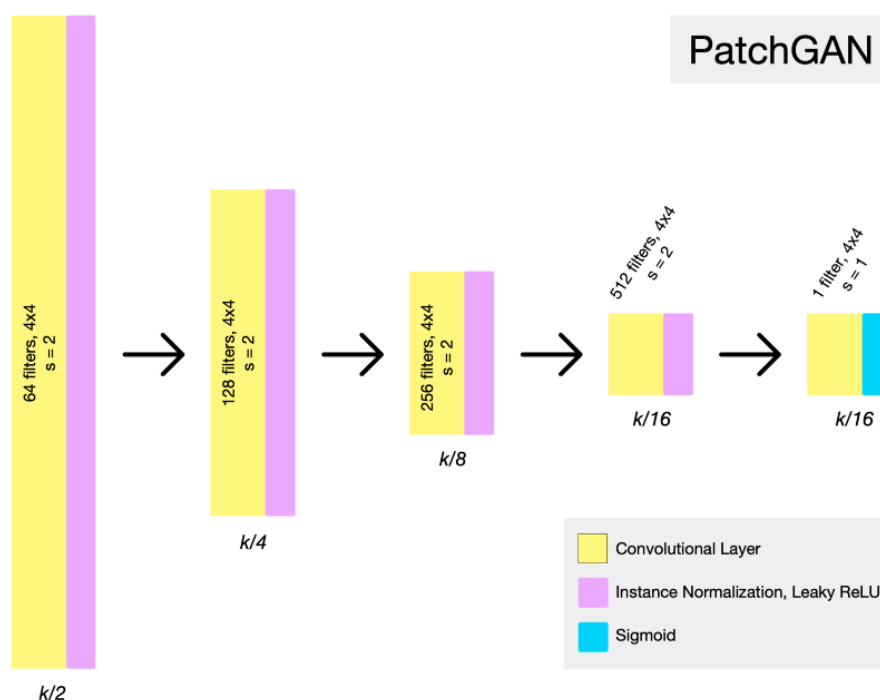 PatchGAN
64 filters, 4x4
s = 2
k/2
128 filters, 4x4
s = 2
k/4
256 filters, 4x4
s = 2
k/8
512 filters, 4x4
s = 2
k/16
1 filter, 4x4
s = 1
k/16
Convolutional Layer
Instance Normalization, Leaky ReLU
Sigmoid